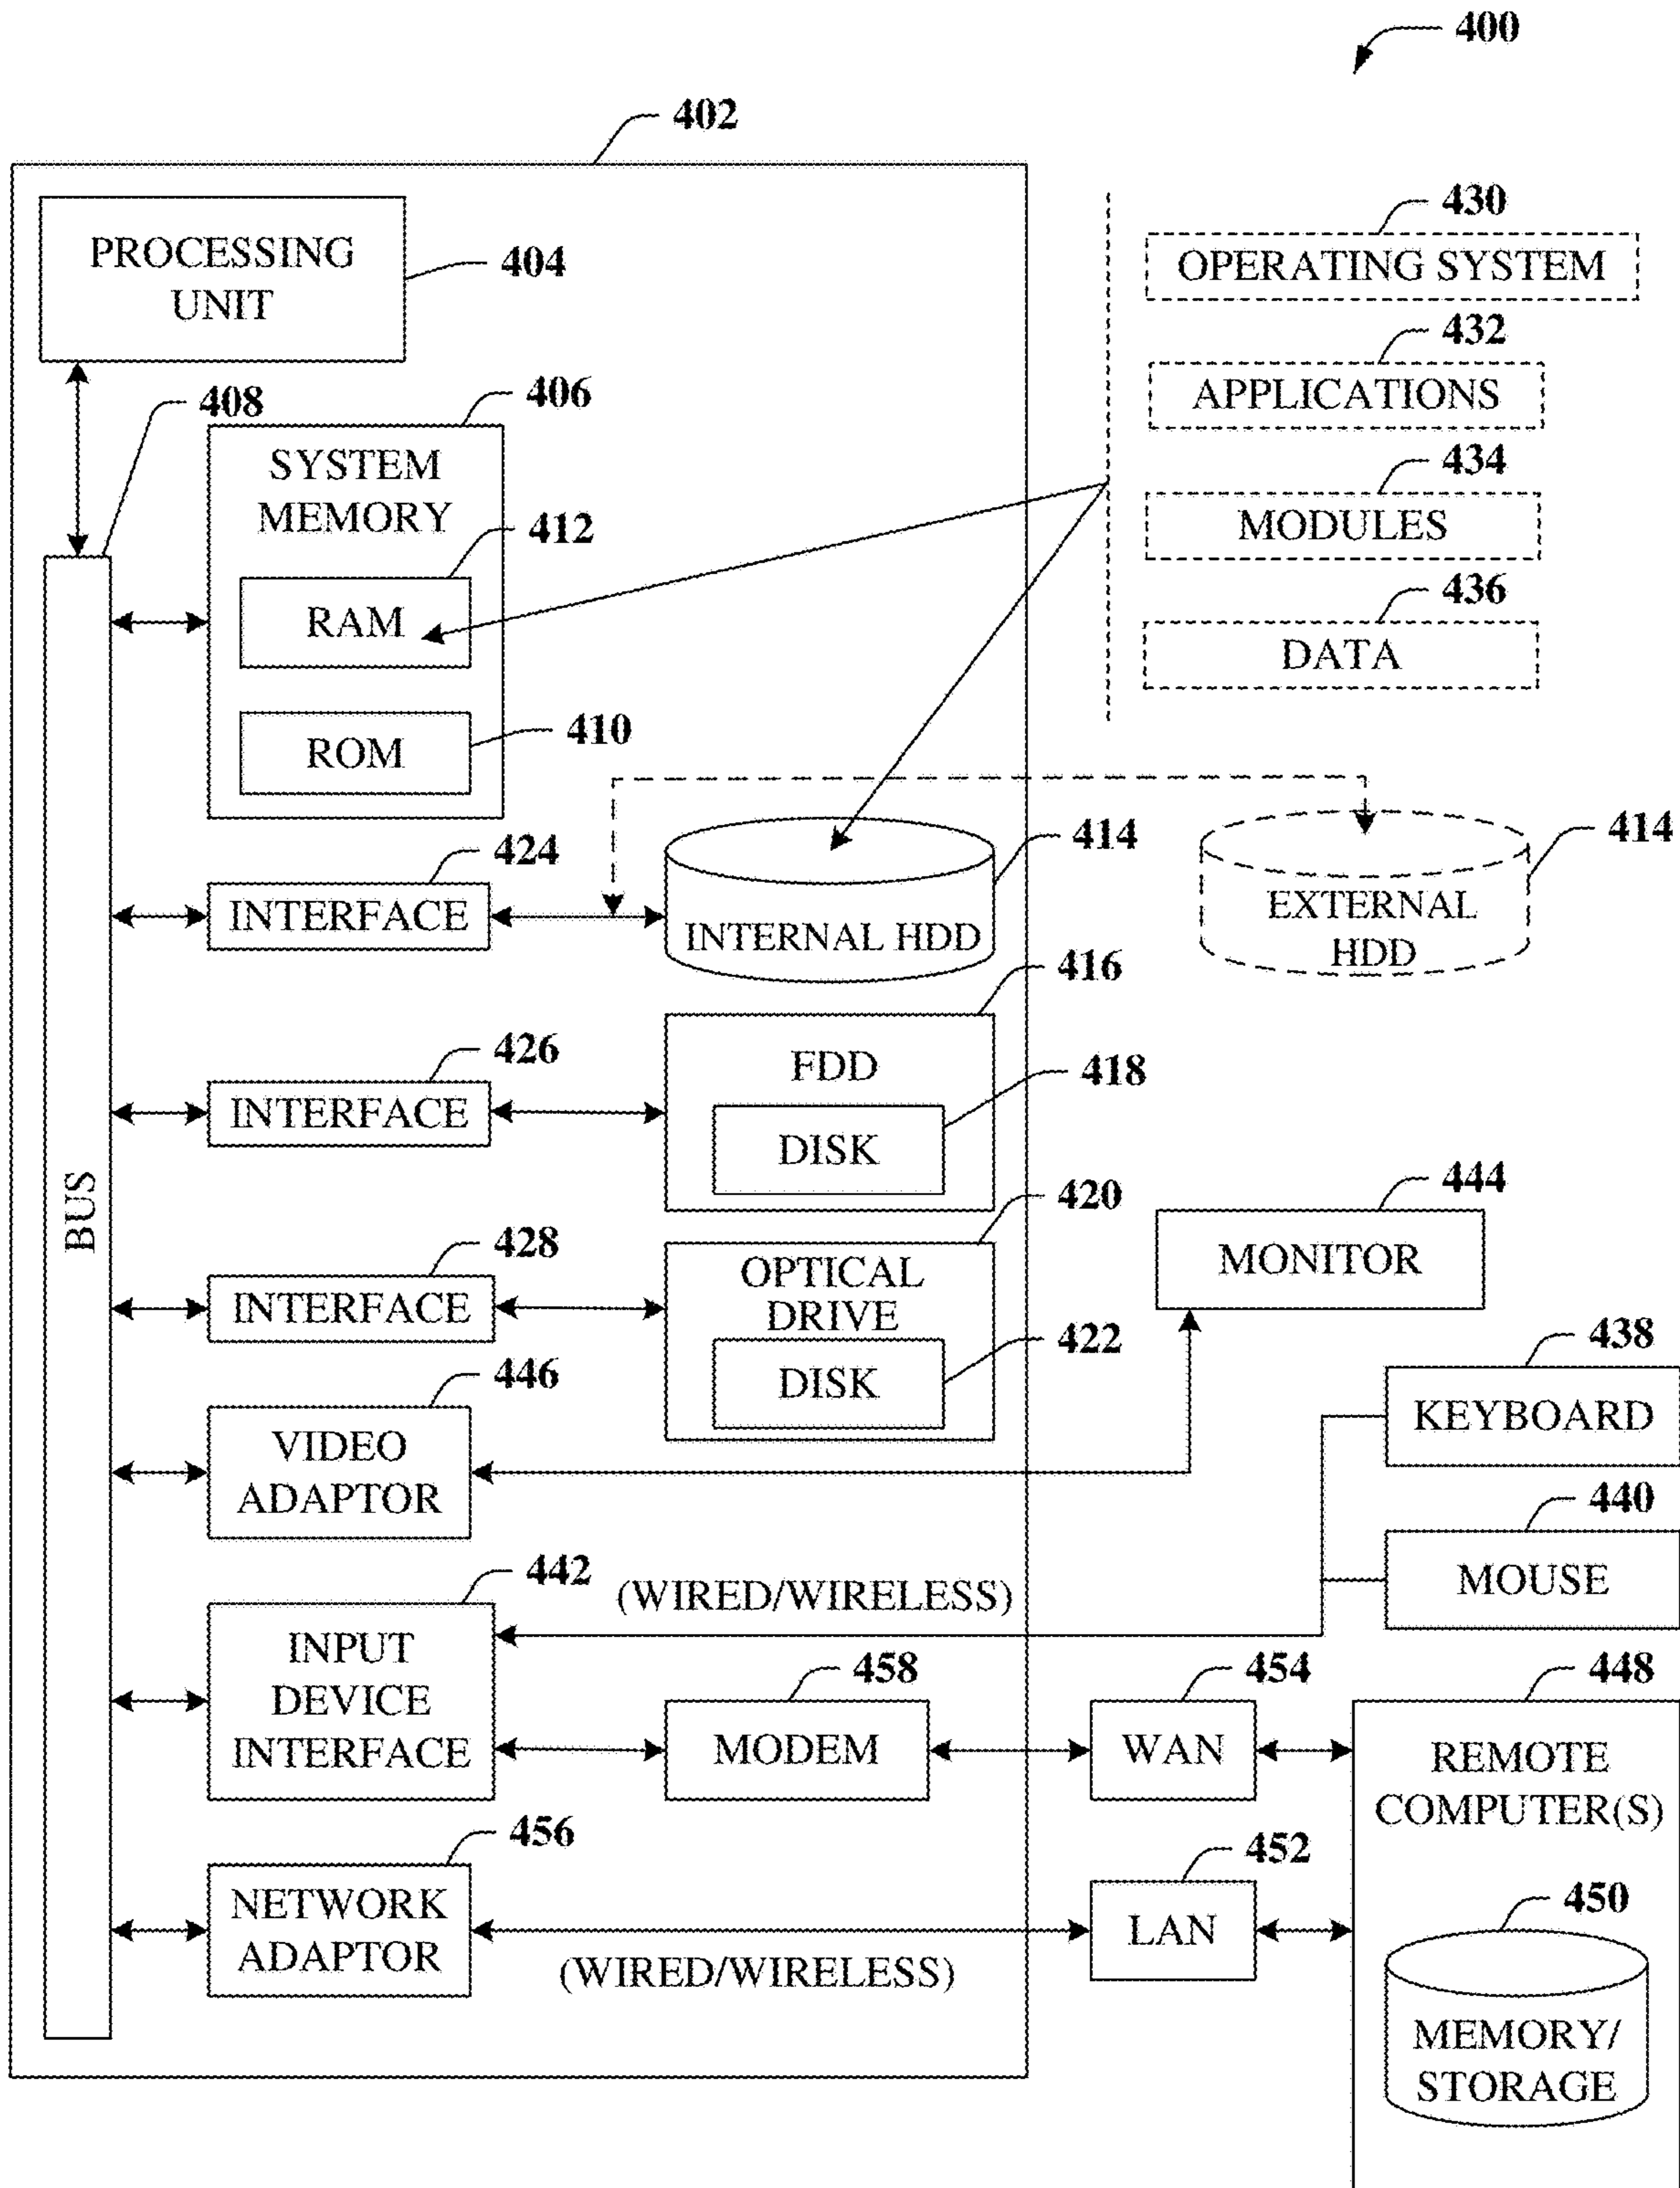 400
402
PROCESSING
UNIT
404
430
OPERATING SYSTEM
432
APPLICATIONS
434
MODULES
436
DATA
408
406
SYSTEM
MEMORY
412
RAM
410
ROM
424
INTERFACE
414
INTERNAL HDD
414
EXTERNAL
HDD
BUS
426
INTERFACE
416
FDD
418
DISK
428
INTERFACE
420
OPTICAL
DRIVE
422
DISK
444
MONITOR
446
VIDEO
ADAPTOR
438
KEYBOARD
440
MOUSE
442
INPUT
DEVICE
INTERFACE
(WIRED/WIRELESS)
458
MODEM
454
WAN
448
REMOTE
COMPUTER(S)
456
NETWORK
ADAPTOR
(WIRED/WIRELESS)
452
LAN
450
MEMORY/
STORAGE